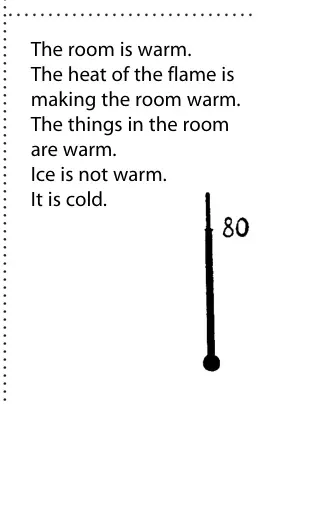 The room is warm.
The heat of the flame is
making the room warm.
The things in the room
are warm.
Ice is not warm.
It is cold.
80